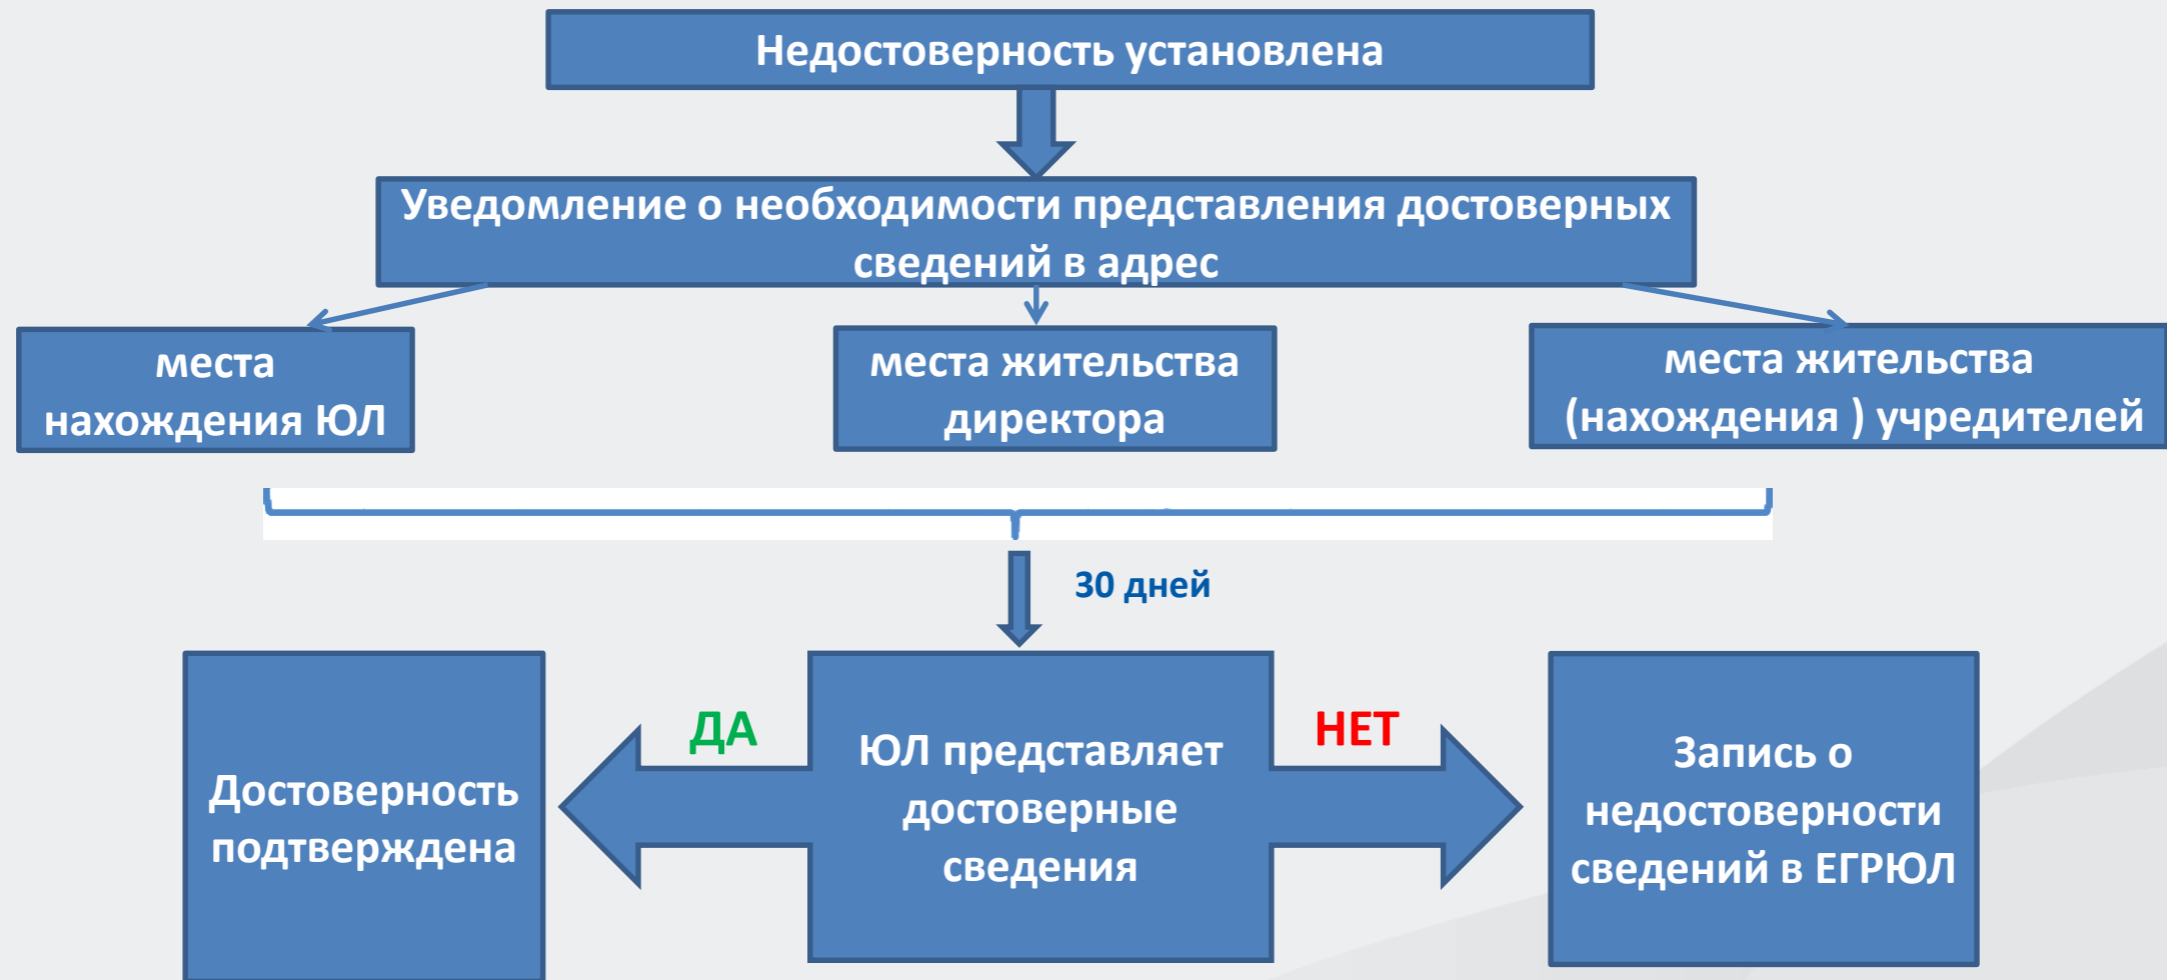 Недостоверность установлена
Уведомление о необходимости представления достоверных
сведений в адрес
места
нахождения ЮЛ
места жительства
директора
места жительства
(нахождения ) учредителей
30 дней
Достоверность
подтверждена
ДА
ЮЛ представляет
достоверные
сведения
НЕТ
Запись о
недостоверности
сведений в ЕГРЮЛ